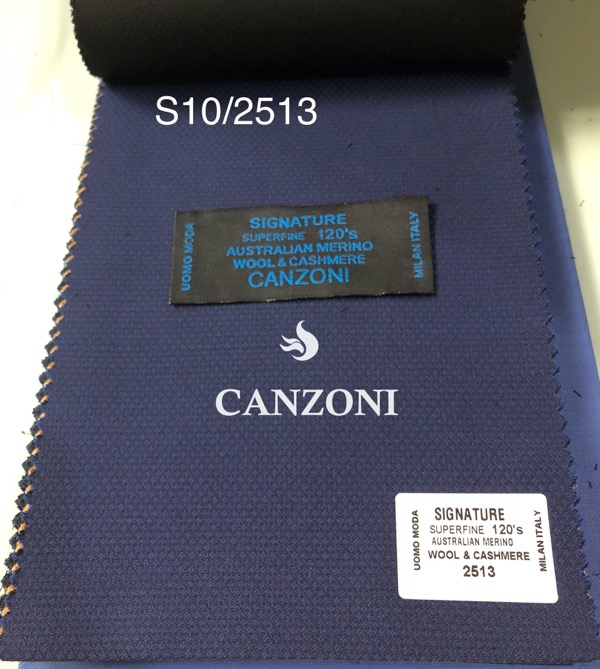 S10/2513
SIGNATURE
SUPERFINE 120's
AUSTRALIAN MERINO
WOOL & CASHMERE
CANZONI
UOMO MODA
MILAN ITALY
CANZONI
SIGNATURE
SUPERFINE 120's
AUSTRALIAN MERINO
WOOL & CASHMERE
2513
UOMO MODA
MILAN ITALY